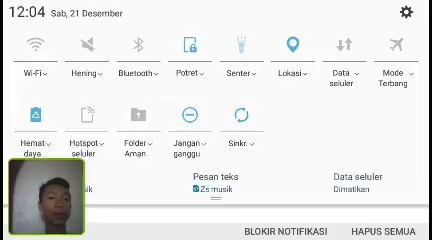 12:04 Sab, 21 Desember
Wi-Fi Hening Bluetooth Potret Senter Lokasi Data seluler Mode Terbang
Hemat daya... Hotspot seluler Folder Aman Jangan ganggu Sinkr.
Pesan teks Data seluler
Zs musik Dimatikan
BLOKIR NOTIFIKASI HAPUS SEMUA